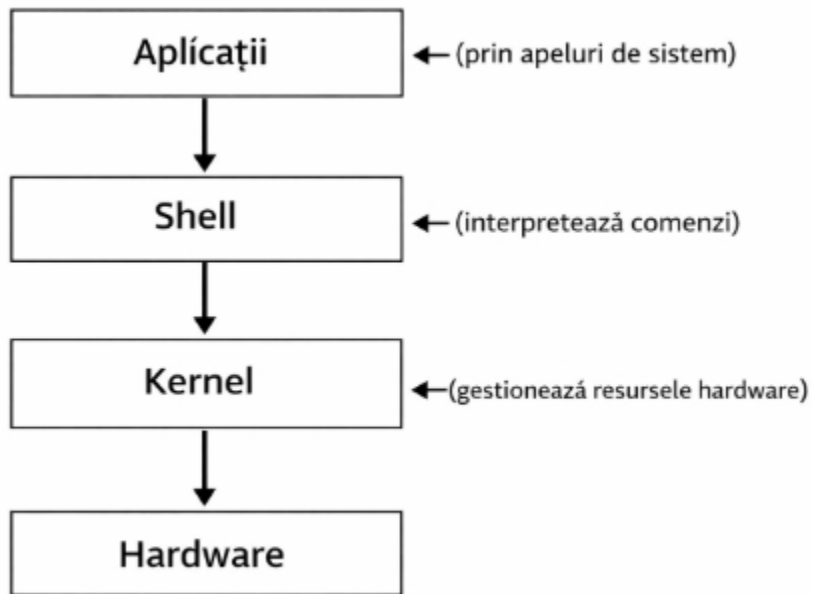 Aplícații
(prin apeluri de sistem)
Shell
(interpretează comenzi)
Kernel
(gestionează resursele hardware)
Hardware